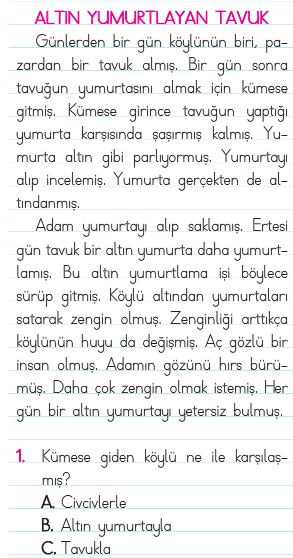 ALTIN YUMURTLAYAN TAVUK
Günlerden bir gün köylünün biri, pa-
zardan bir tavuk almış. Bir gün sonra
tavuğun yumurtasını almak için kümese
gitmiş. Kümese girince tavuğun yaptığı
yumurta karşısında şaşırmış kalmış. Yu-
murta altın gibi parlıyormuş. Yumurtayı
alıp incelemiş. Yumurta gerçekten de al-
tındanmış.
Adam yumurtayı alıp saklamış. Ertesi
gün tavuk bir altın yumurta daha yumurt-
lamış. Bu altın yumurtlama işi böylece
sürüp gitmiş. Köylü altından yumurtaları
satarak zengin olmuş. Zenginliği arttıkça
köylünün huyu da değişmiş. Aç gözlü bir
insan olmuş. Adamın gözünü hırs bürü-
müş. Daha çok zengin olmak istemiş. Her
gün bir altın yumurtayı yetersiz bulmuş.
1. Kümese giden köylü ne ile karşılaş-
mış?
A. Civcivlerle
B. Altın yumurtayla
C. Tavukla